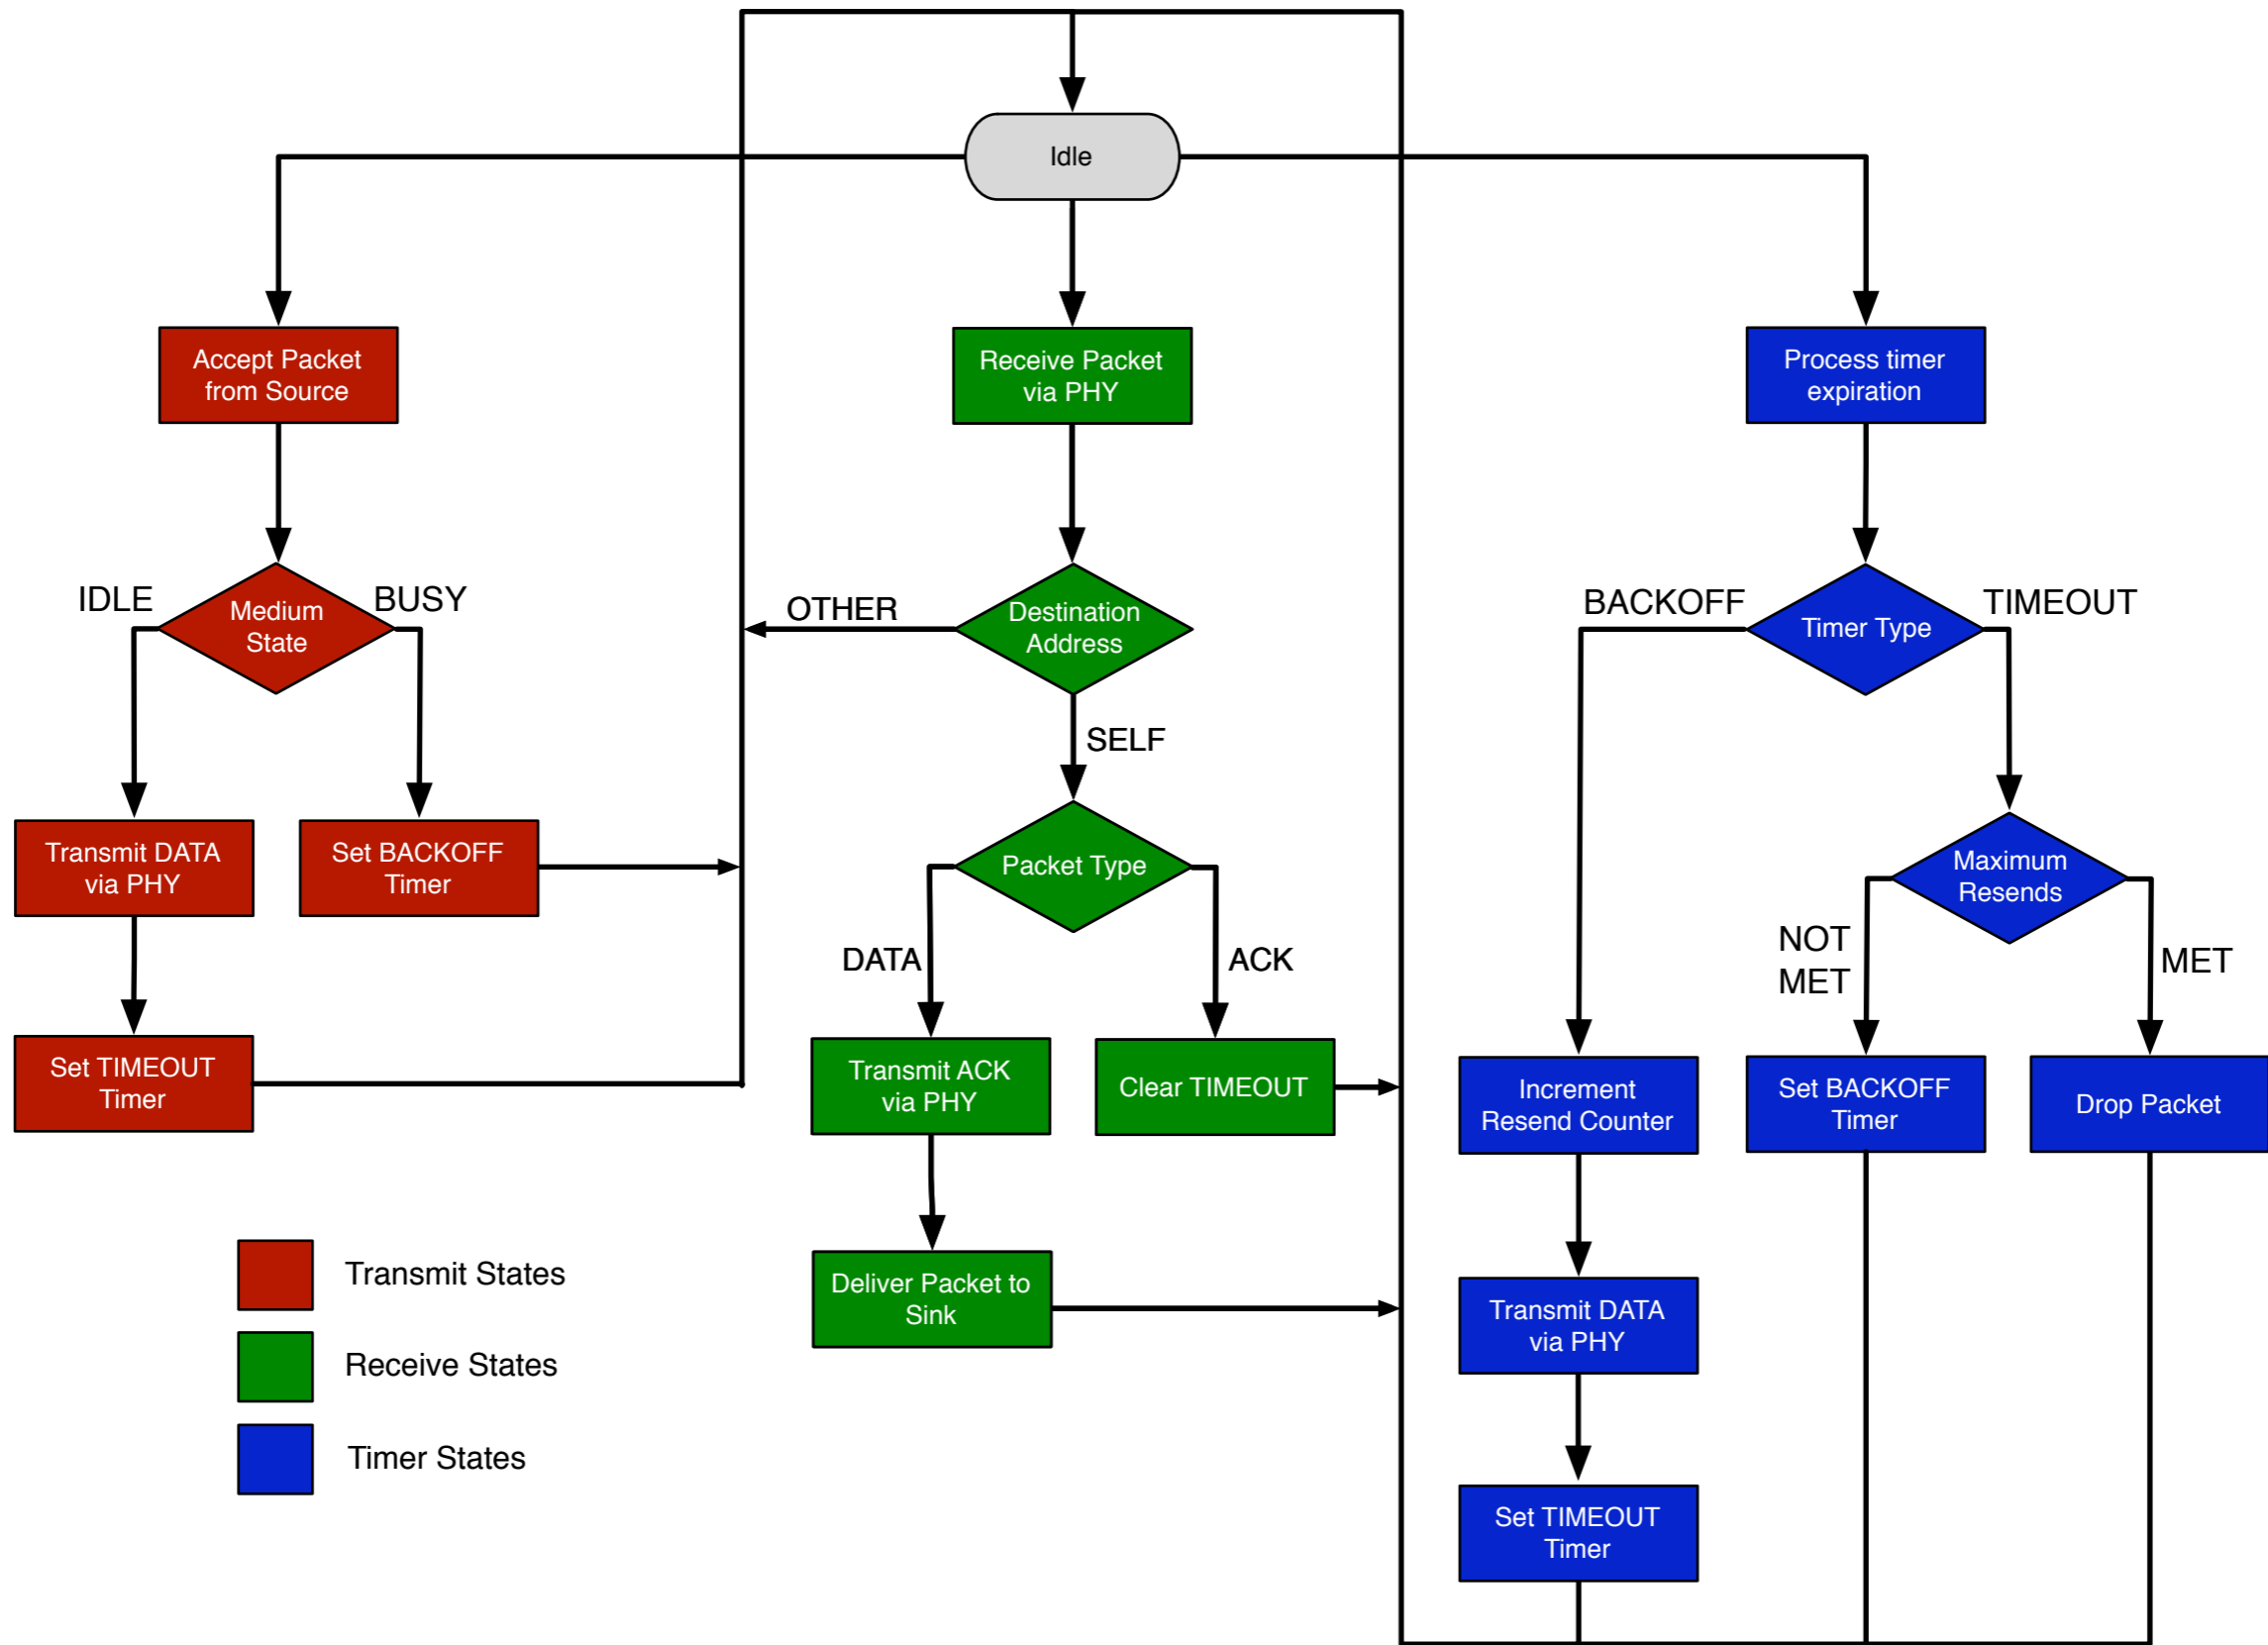 Idle
Accept Packet
from Source
Receive Packet
via PHY
Process timer
expiration
IDLE
Medium
State
BUSY
OTHER
Destination
Address
BACKOFF
Timer Type
TIMEOUT
SELF
Transmit DATA
via PHY
Set BACKOFF
Timer
Packet Type
Maximum
Resends
DATA
ACK
NOT
MET
MET
Set TIMEOUT
Timer
Transmit ACK
via PHY
Clear TIMEOUT
Increment
Resend Counter
Set BACKOFF
Timer
Drop Packet
Deliver Packet to
Sink
Transmit DATA
via PHY
Set TIMEOUT
Timer
Transmit States
Receive States
Timer States